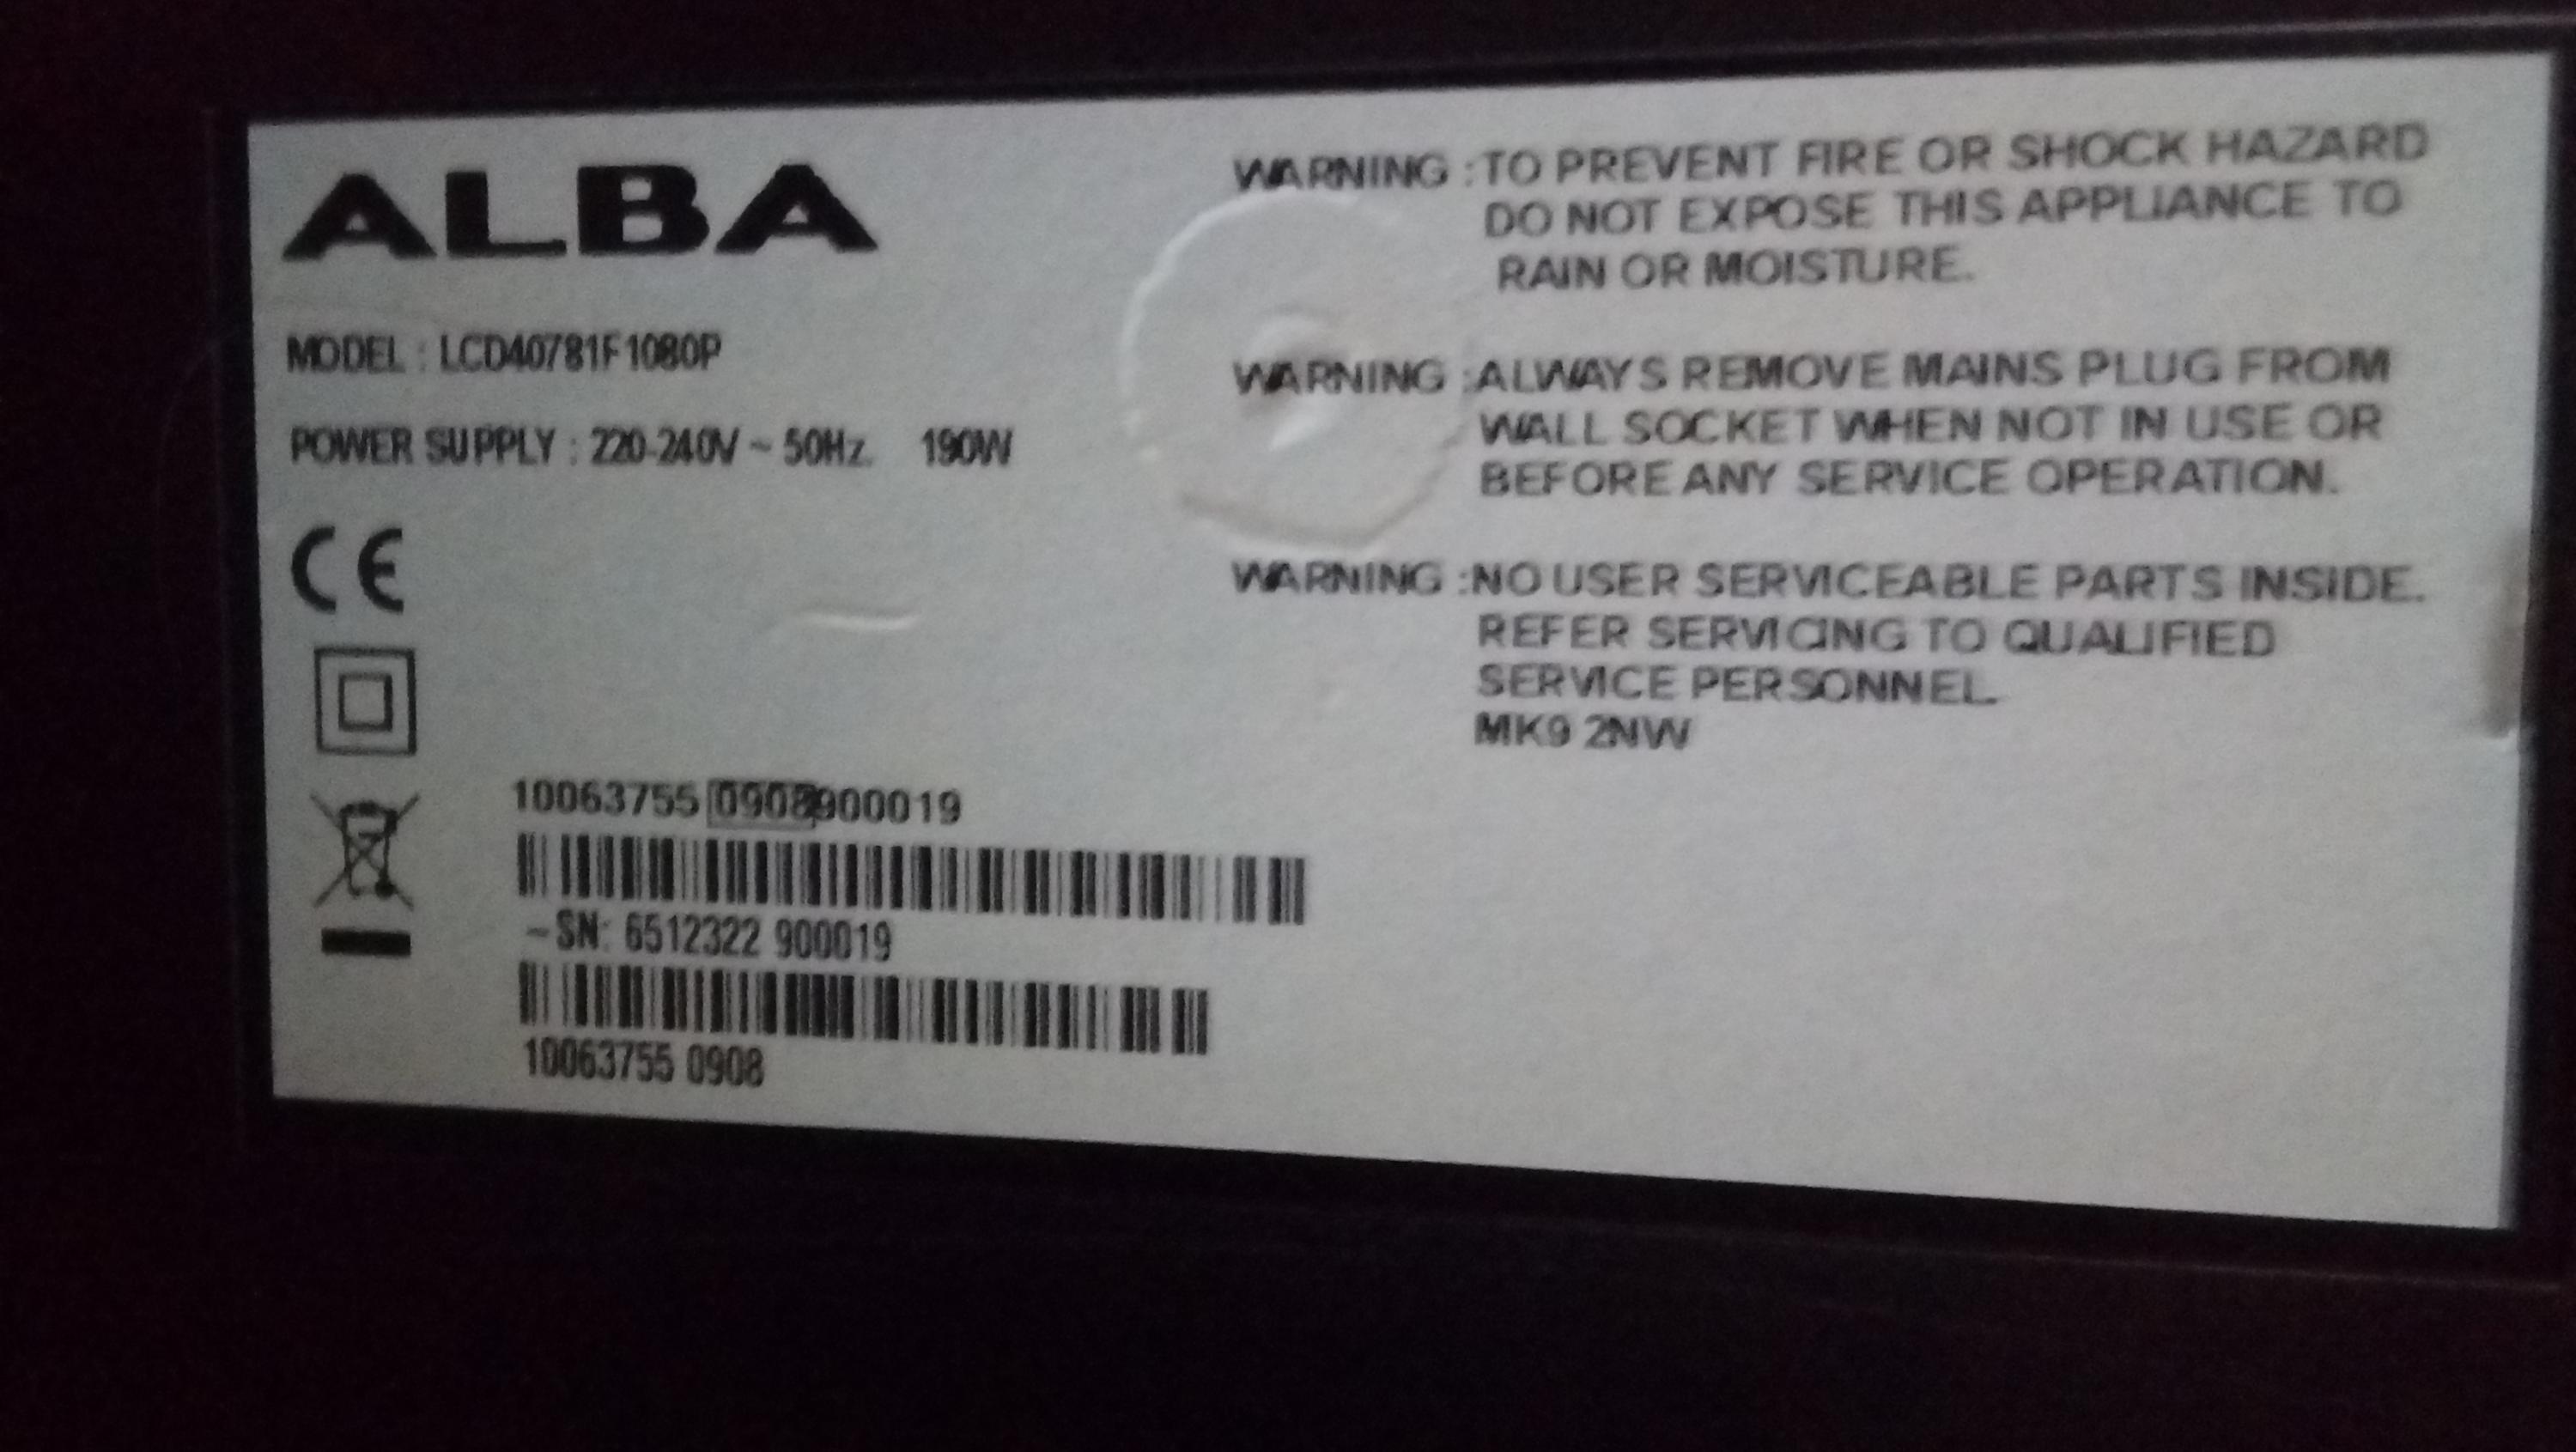 ALBA
MODEL : LCD40781F1080P
POWER SUPPLY : 220-240V ~ 50Hz. 190W
CE
10063755 0908900019
-SN: 6512322 900019
10063755 0908
WARNING :TO PREVENT FIRE OR SHOCK HAZARD
DO NOT EXPOSE THIS APPLIANCE TO
RAIN OR MOISTURE.
WARNING :ALWAYS REMOVE MAINS PLUG FROM
WALL SOCKET WHEN NOT IN USE OR
BEFORE ANY SERVICE OPERATION.
WARNING :NO USER SERVICEABLE PARTS INSIDE.
REFER SERVICING TO QUALIFIED
SERVICE PERSONNEL.
MK9 2NW